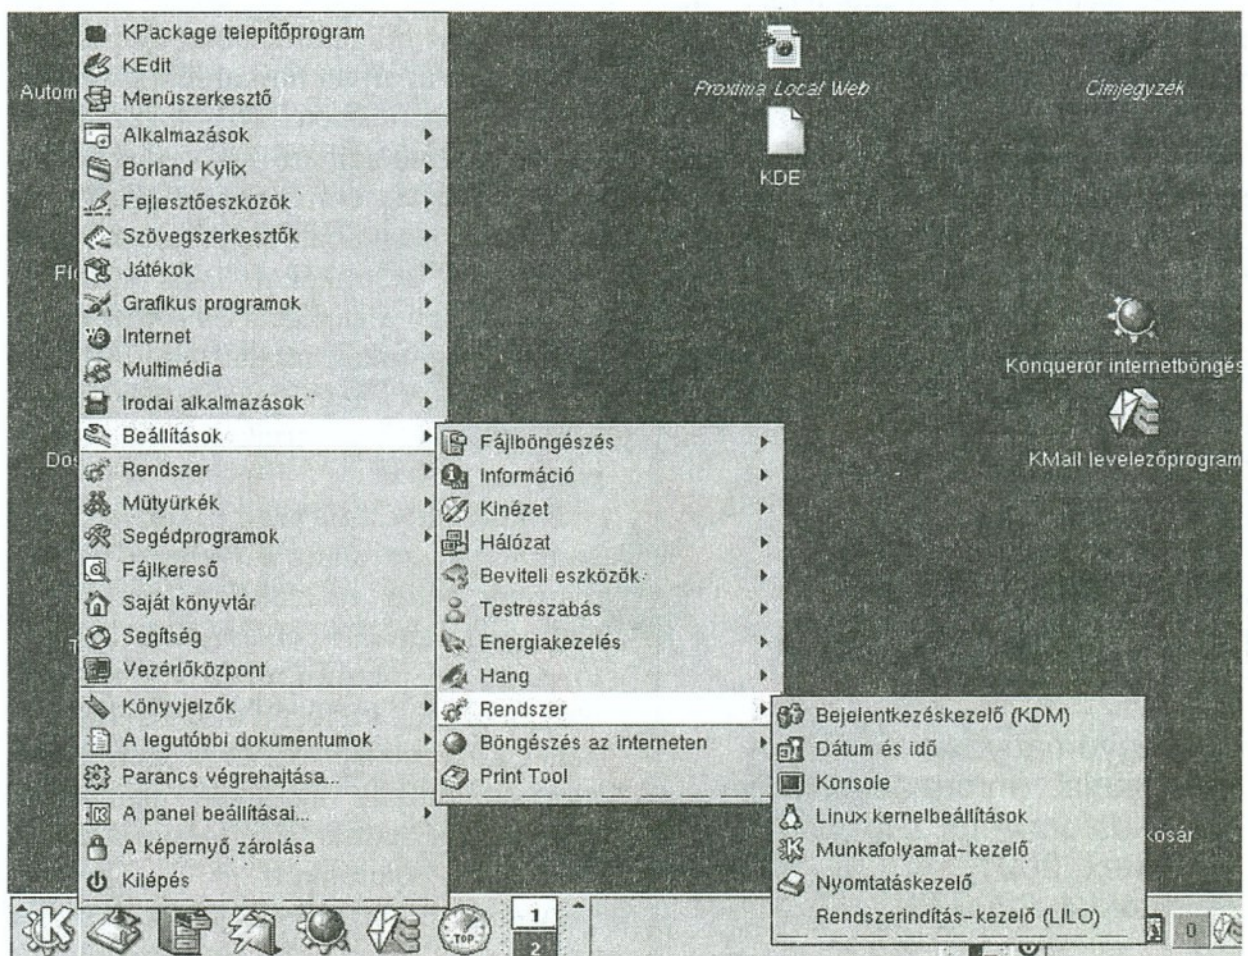 KPackage telepítőprogram
KEdit
Menüszerkesztő
Alkalmazások
Borland Kylix
Fejlesztőeszközök
Szövegszerkesztők
Játékok
Grafikus programok
Internet
Multimédia
Irodai alkalmazások
Beállítások
Rendszer
Mütyürkék
Segédprogramok
Fájlkereső
Saját könyvtár
Segítség
Vezérlőközpont
Könyvjelzők
A legutóbbi dokumentumok
Parancs végrehajtása...
A panel beállításai...
A képernyő zárolása
Kilépés
Fájlböngészés
Információ
Kinézet
Hálózat
Beviteli eszközök
Testreszabás
Energiakezelés
Hang
Rendszer
Böngészés az interneten
Print Tool
Bejelentkezéskezelő (KDM)
Dátum és idő
Konsole
Linux kernelbeállítások
Munkafolyamat-kezelő
Nyomtatáskezelő
Rendszerindítás-kezelő (LILO)
Autom
Proxima Local Web
Címjegyzék
KDE
Konqueror internetböngés
KMail levelezőprogram
kosár
TOP
1
2
0